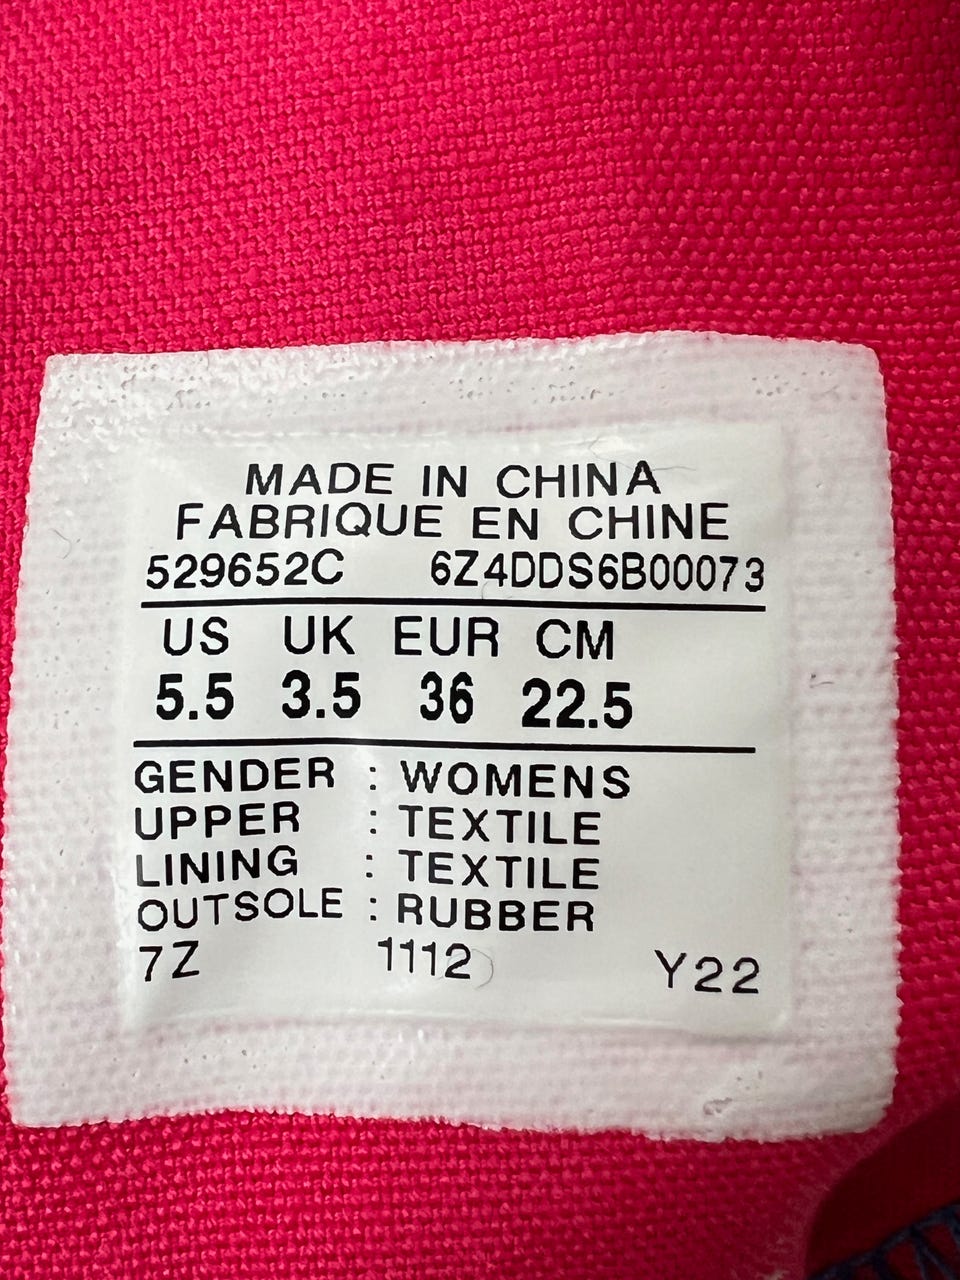 MADE IN CHINA
FABRIQUE EN CHINE
529652C 6Z4DDS6B00073
US UK EUR CM
5.5 3.5 36 22.5
GENDER : WOMENS
UPPER : TEXTILE
LINING : TEXTILE
OUTSOLE : RUBBER
7Z 1112 Y22